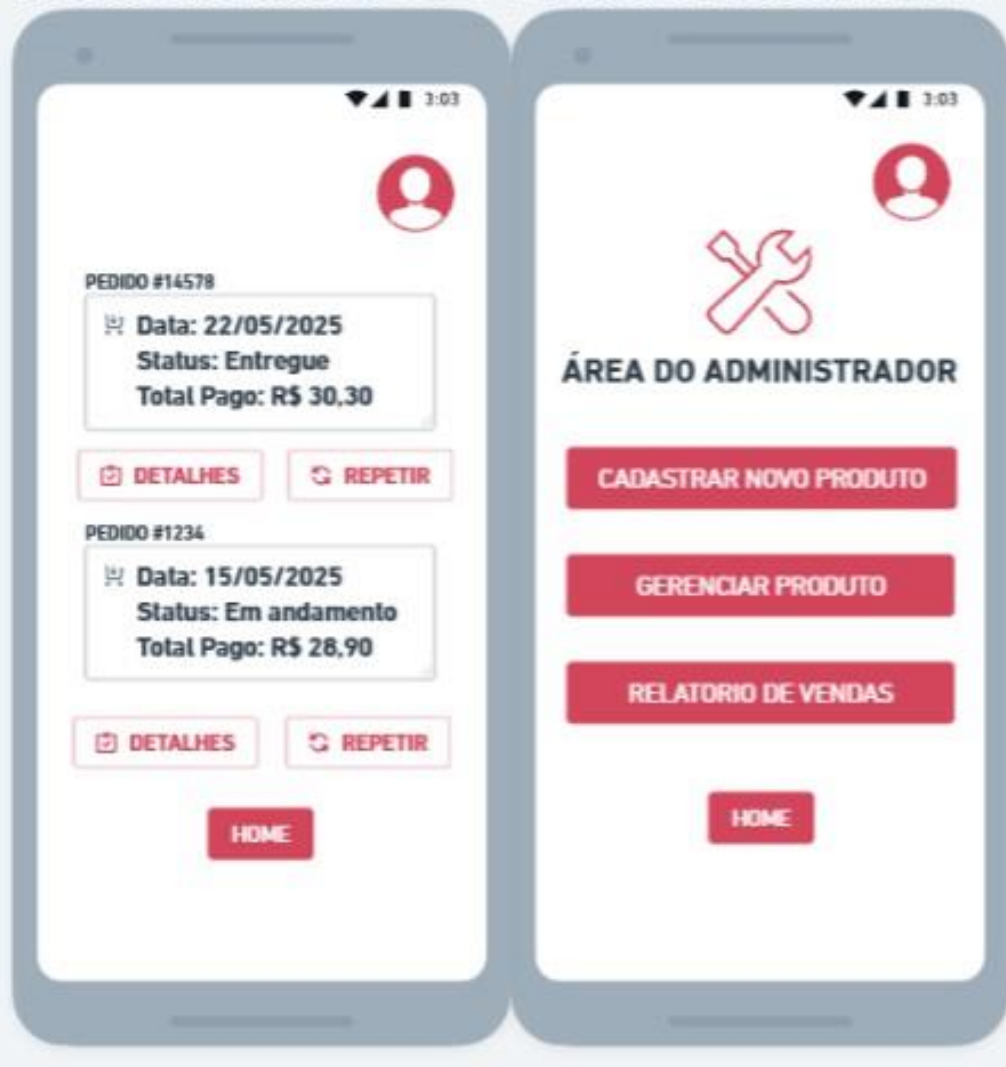 3:03
PEDIDO #14578
Data: 22/05/2025
Status: Entregue
Total Pago: R$ 30,30
DETALHES
REPETIR
PEDIDO #1234
Data: 15/05/2025
Status: Em andamento
Total Pago: R$ 28,90
DETALHES
REPETIR
HOME
3:03
ÁREA DO ADMINISTRADOR
CADASTRAR NOVO PRODUTO
GERENCIAR PRODUTO
RELATORIO DE VENDAS
HOME